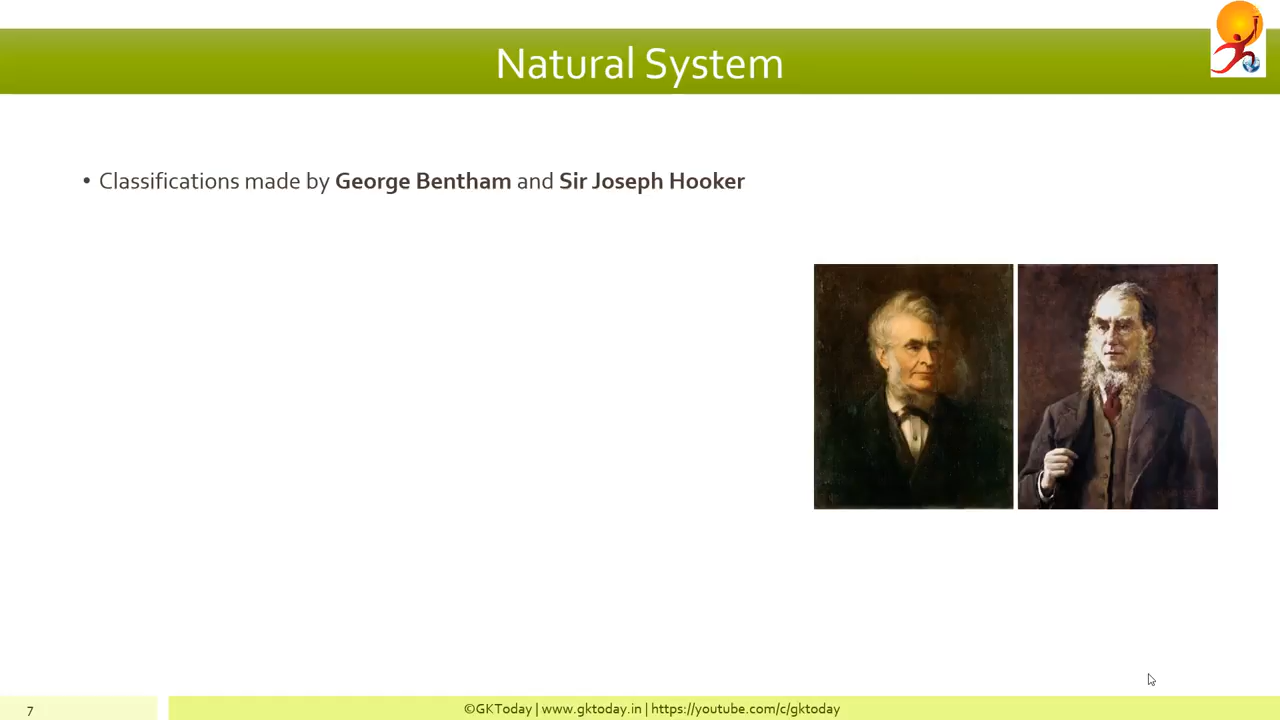 Natural System
• Classifications made by George Bentham and Sir Joseph Hooker
7
©GKToday | www.gktoday.in | https://youtube.com/c/gktoday